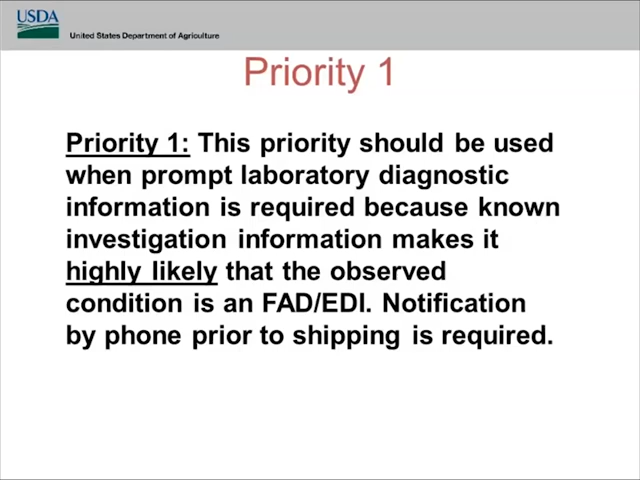 USDA
United States Department of Agriculture
Priority 1
Priority 1: This priority should be used
when prompt laboratory diagnostic
information is required because known
investigation information makes it
highly likely that the observed
condition is an FAD/EDI. Notification
by phone prior to shipping is required.